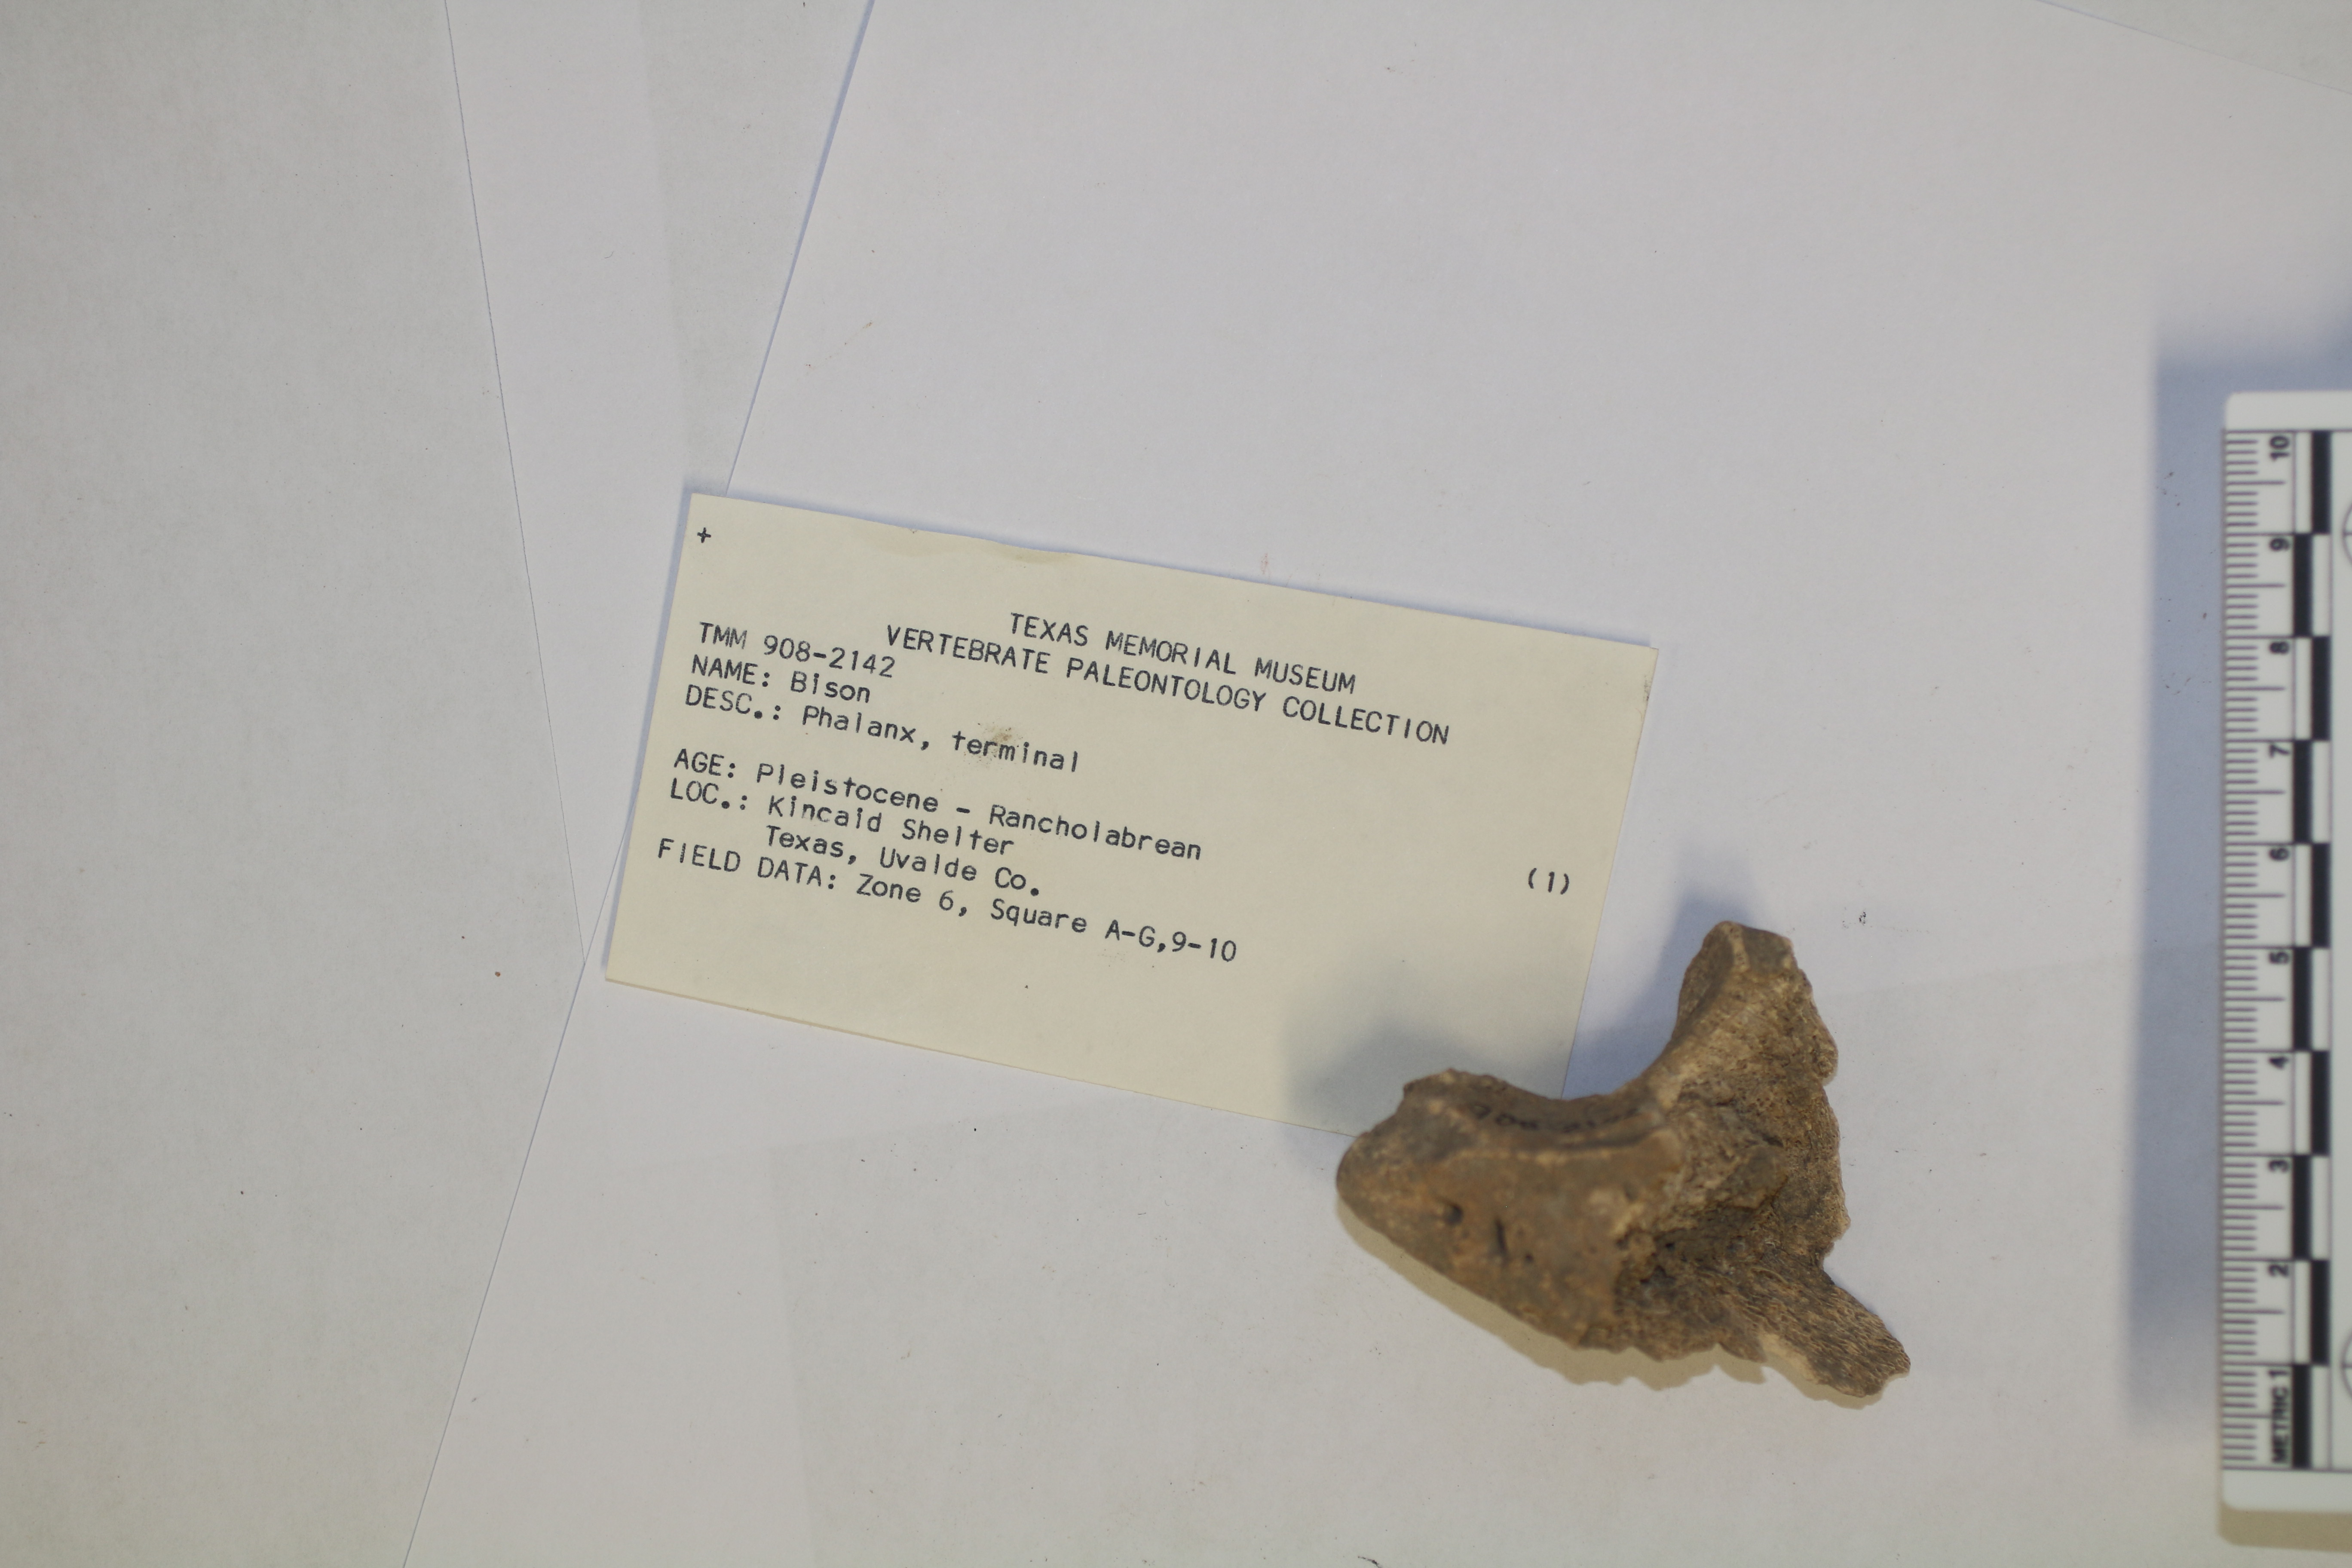 +
TEXAS MEMORIAL MUSEUM
VERTEBRATE PALEONTOLOGY COLLECTION
TMM 908-2142
NAME: Bison
DESC.: Phalanx, terminal
AGE: Pleistocene - Rancholabrean
LOC.: Kincaid Shelter
Texas, Uvalde Co.
FIELD DATA: Zone 6, Square A-G,9-10
(1)
METRIC 1 2 3 4 5 6 7 8 9 10